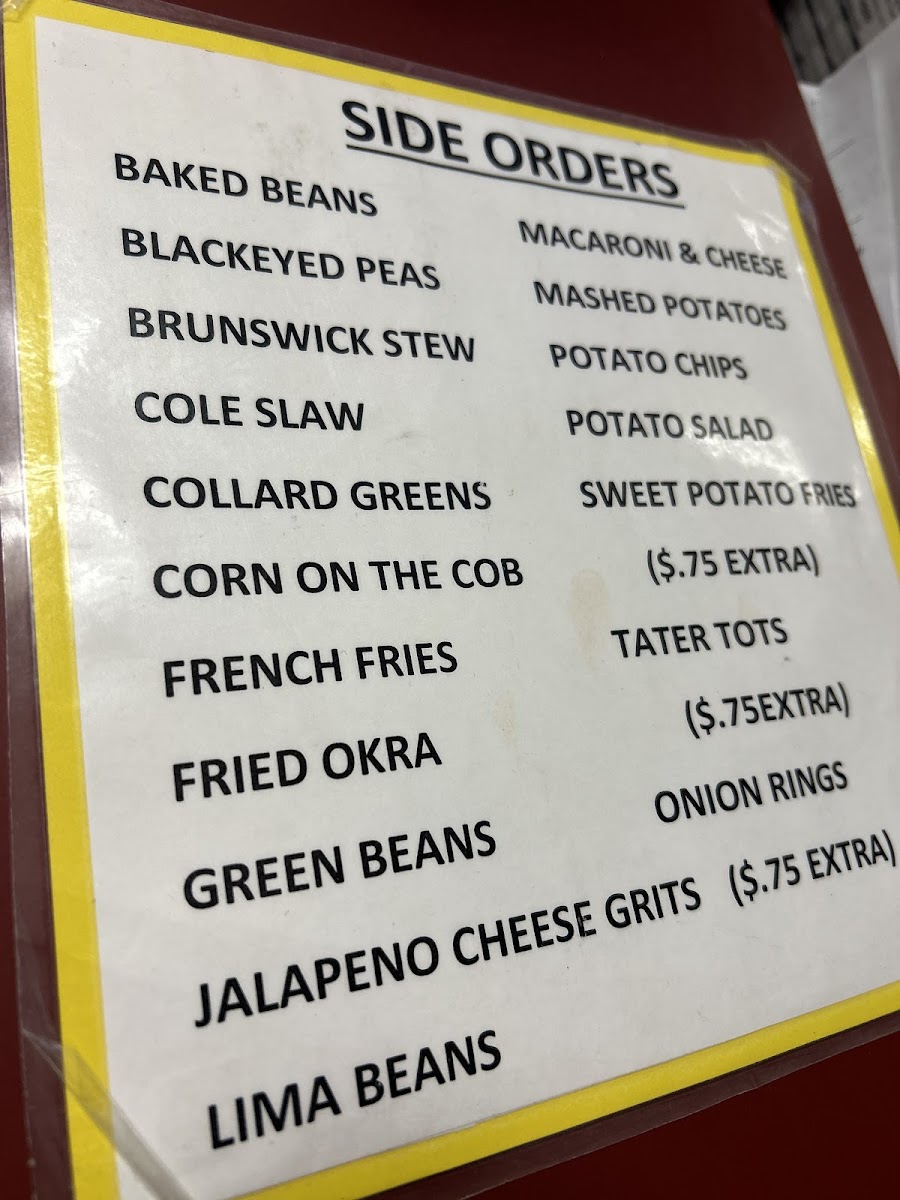 SIDE ORDERS
BAKED BEANS
BLACKEYED PEAS
BRUNSWICK STEW
COLE SLAW
COLLARD GREENS
CORN ON THE COB
FRENCH FRIES
FRIED OKRA
GREEN BEANS
JALAPENO CHEESE GRITS
LIMA BEANS
MACARONI & CHEESE
MASHED POTATOES
POTATO CHIPS
POTATO SALAD
SWEET POTATO FRIES
($.75 EXTRA)
TATER TOTS
($.75EXTRA)
ONION RINGS
($.75 EXTRA)